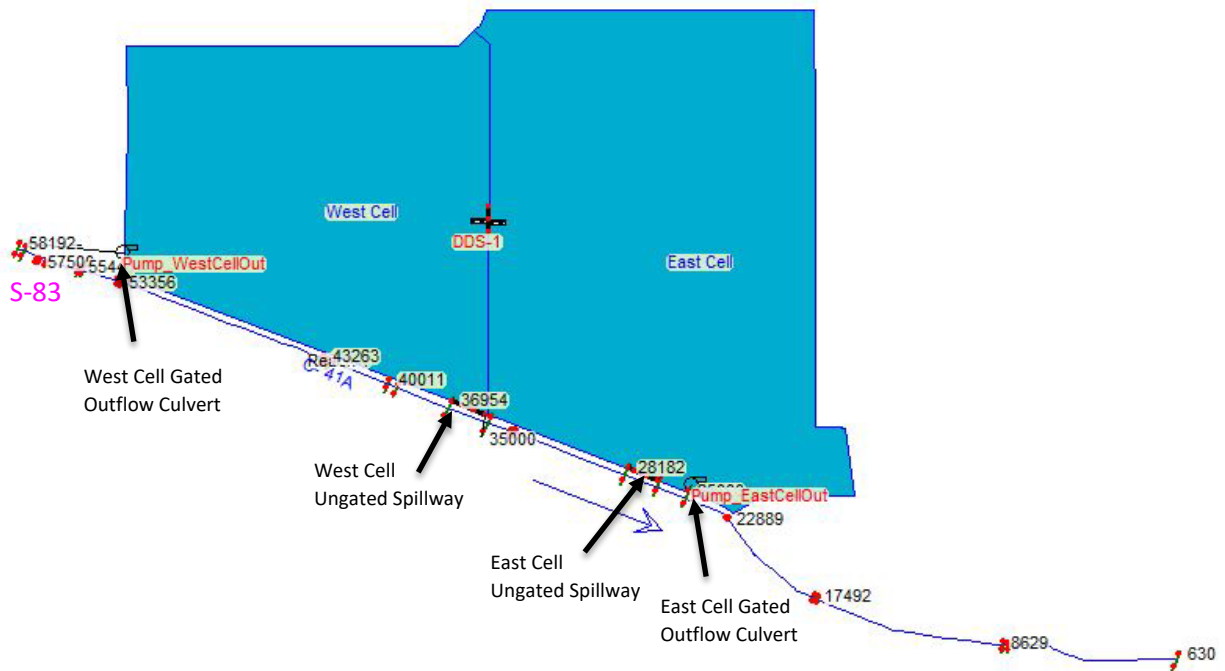 West Cell
DDS-1
East Cell
58192
Pump_WestCellOut
S-83
53356
West Cell Gated
Outflow Culvert
43263
C- 41A
40011
36954
35000
West Cell
Ungated Spillway
28182
Pump_EastCellOut
22889
East Cell
Ungated Spillway
East Cell Gated
Outflow Culvert
17492
8629
630